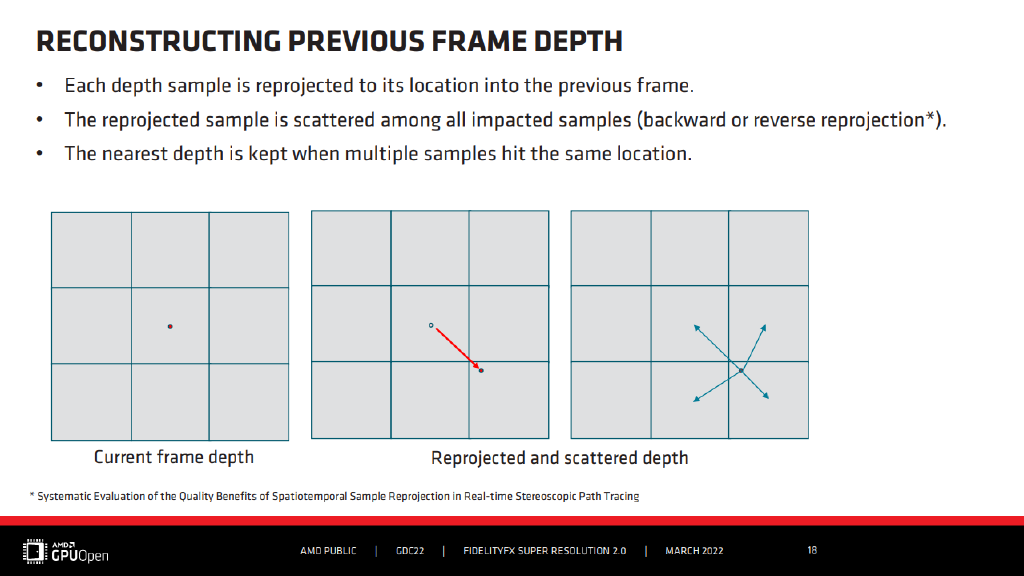 RECONSTRUCTING PREVIOUS FRAME DEPTH
• Each depth sample is reprojected to its location into the previous frame.
• The reprojected sample is scattered among all impacted samples (backward or reverse reprojection*).
• The nearest depth is kept when multiple samples hit the same location.
Current frame depth
Reprojected and scattered depth
* Systematic Evaluation of the Quality Benefits of Spatiotemporal Sample Reprojection in Real-time Stereoscopic Path Tracing
AMD
GPUOpen
AMD PUBLIC | GDC22 | FIDELITYFX SUPER RESOLUTION 2.0 | MARCH 2022
18